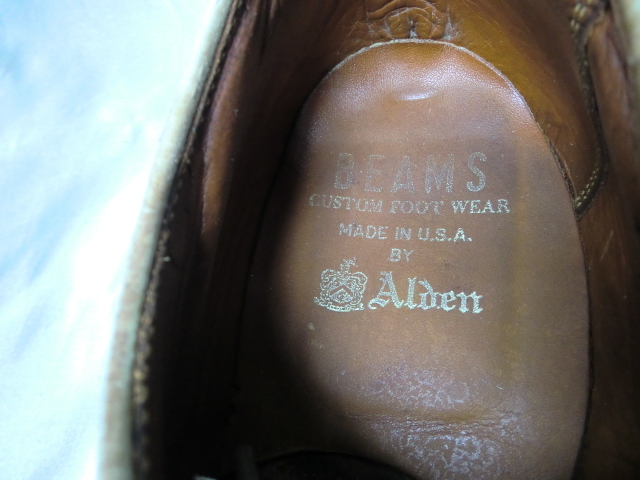 BEAMS
CUSTOM FOOT WEAR
MADE IN U.S.A.
BY
Alden